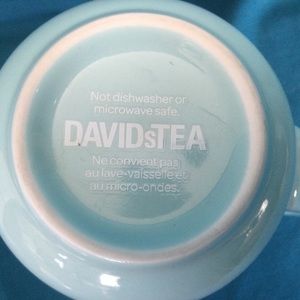 Not dishwasher or
microwave safe.
DAVIDsTEA
Ne convient pas
au lave-vaisselle et
au micro-ondes.